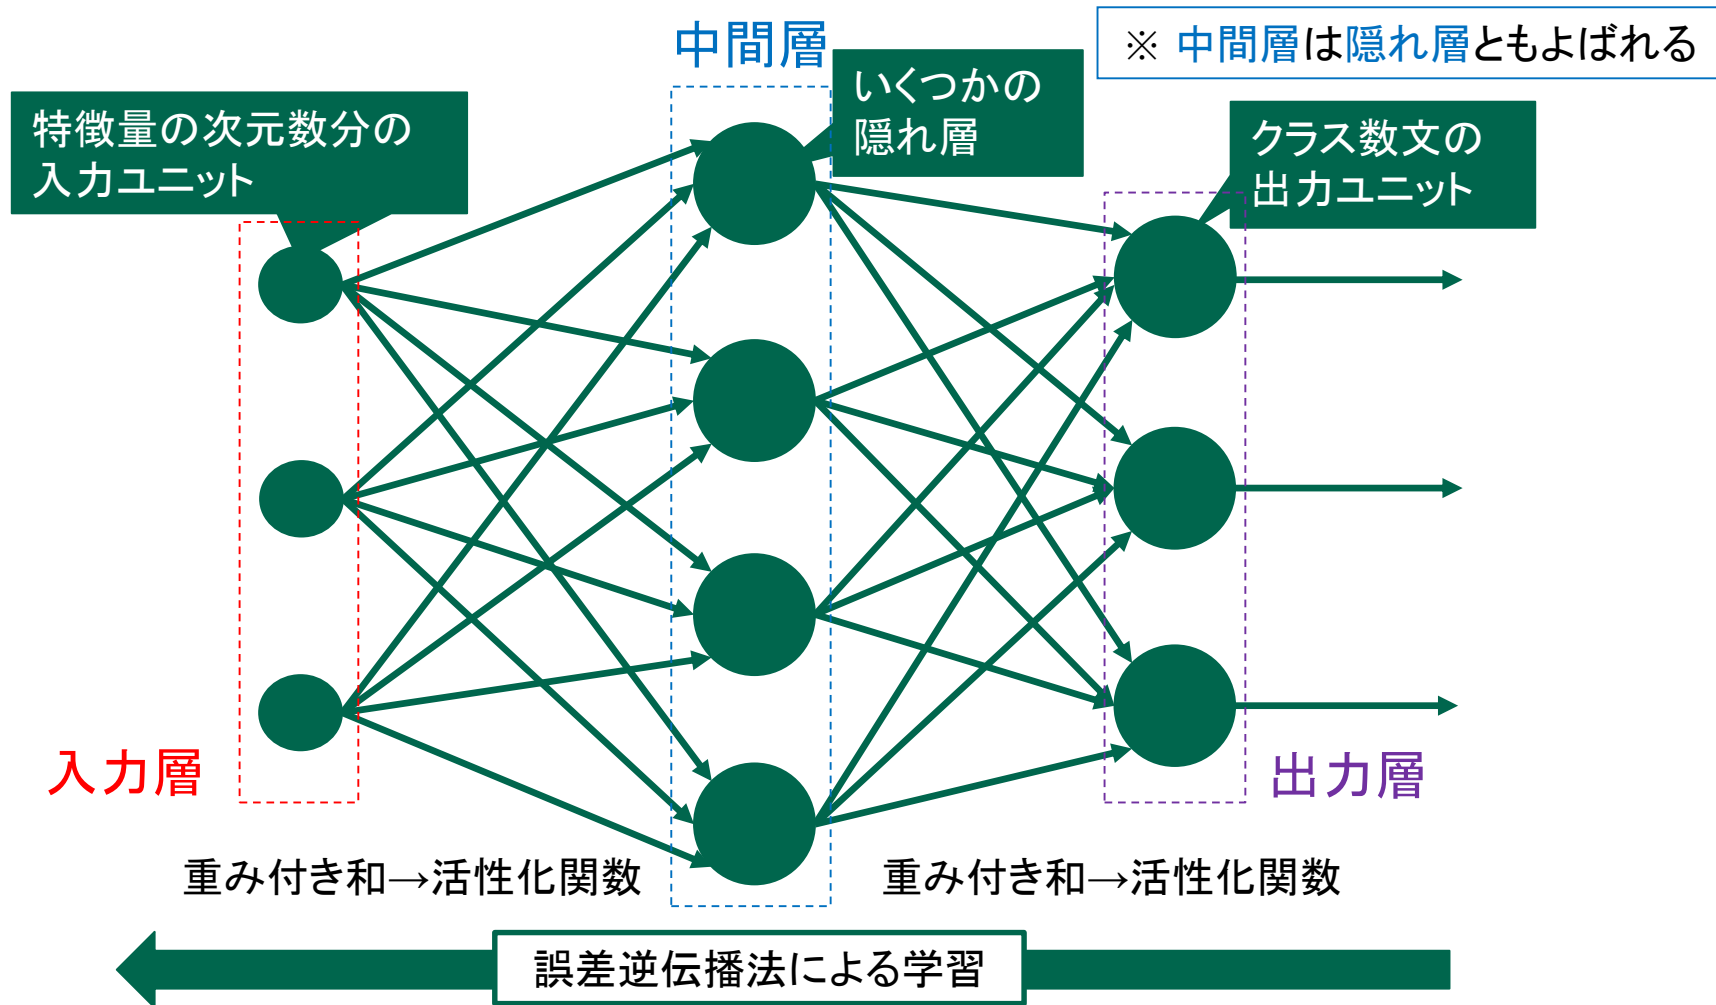 中間層
※ 中間層は隠れ層ともよばれる
特徴量の次元数分の
入力ユニット
いくつかの
隠れ層
クラス数文の
出力ユニット
入力層
出力層
重み付き和→活性化関数
重み付き和→活性化関数
誤差逆伝播法による学習